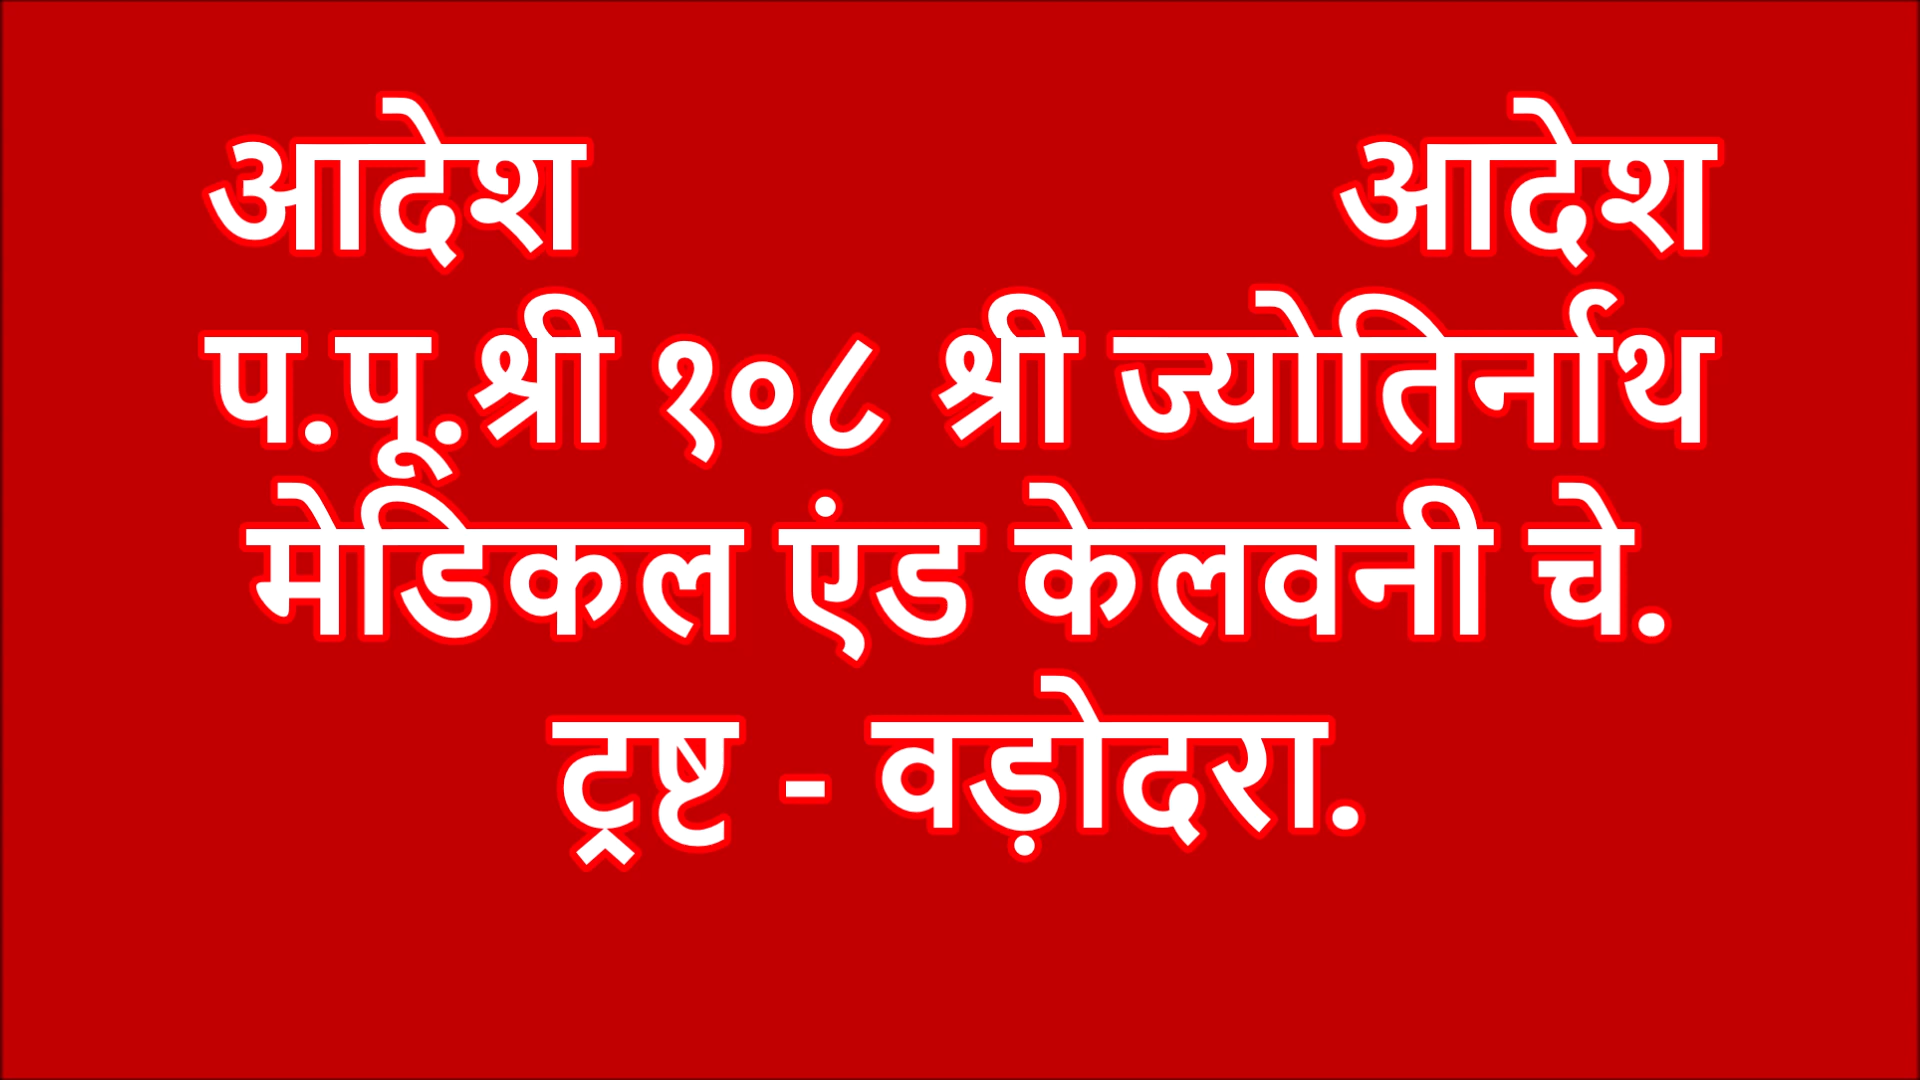 आदेश आदेश
प.पू.श्री १०८ श्री ज्योतिर्नाथ
मेडिकल एंड केलवनी चे.
ट्रष्ट - वड़ोदरा.